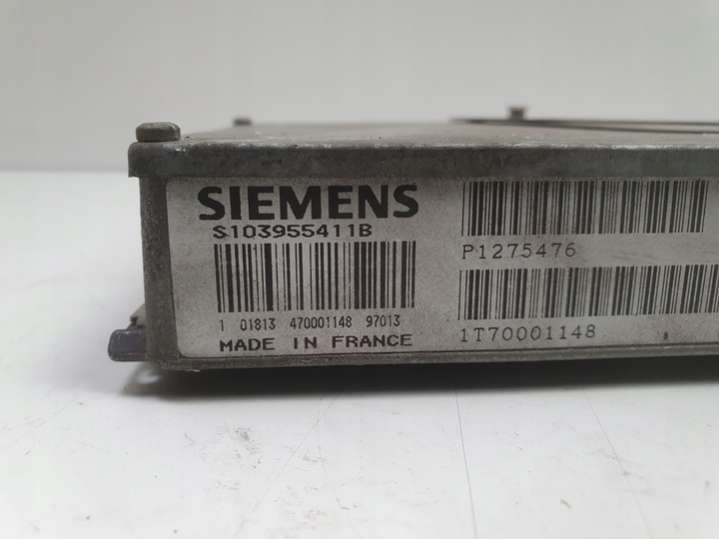 SIEMENS
S103955411B
1 01813 470001148 97013
MADE IN FRANCE
P1275476
1T70001148